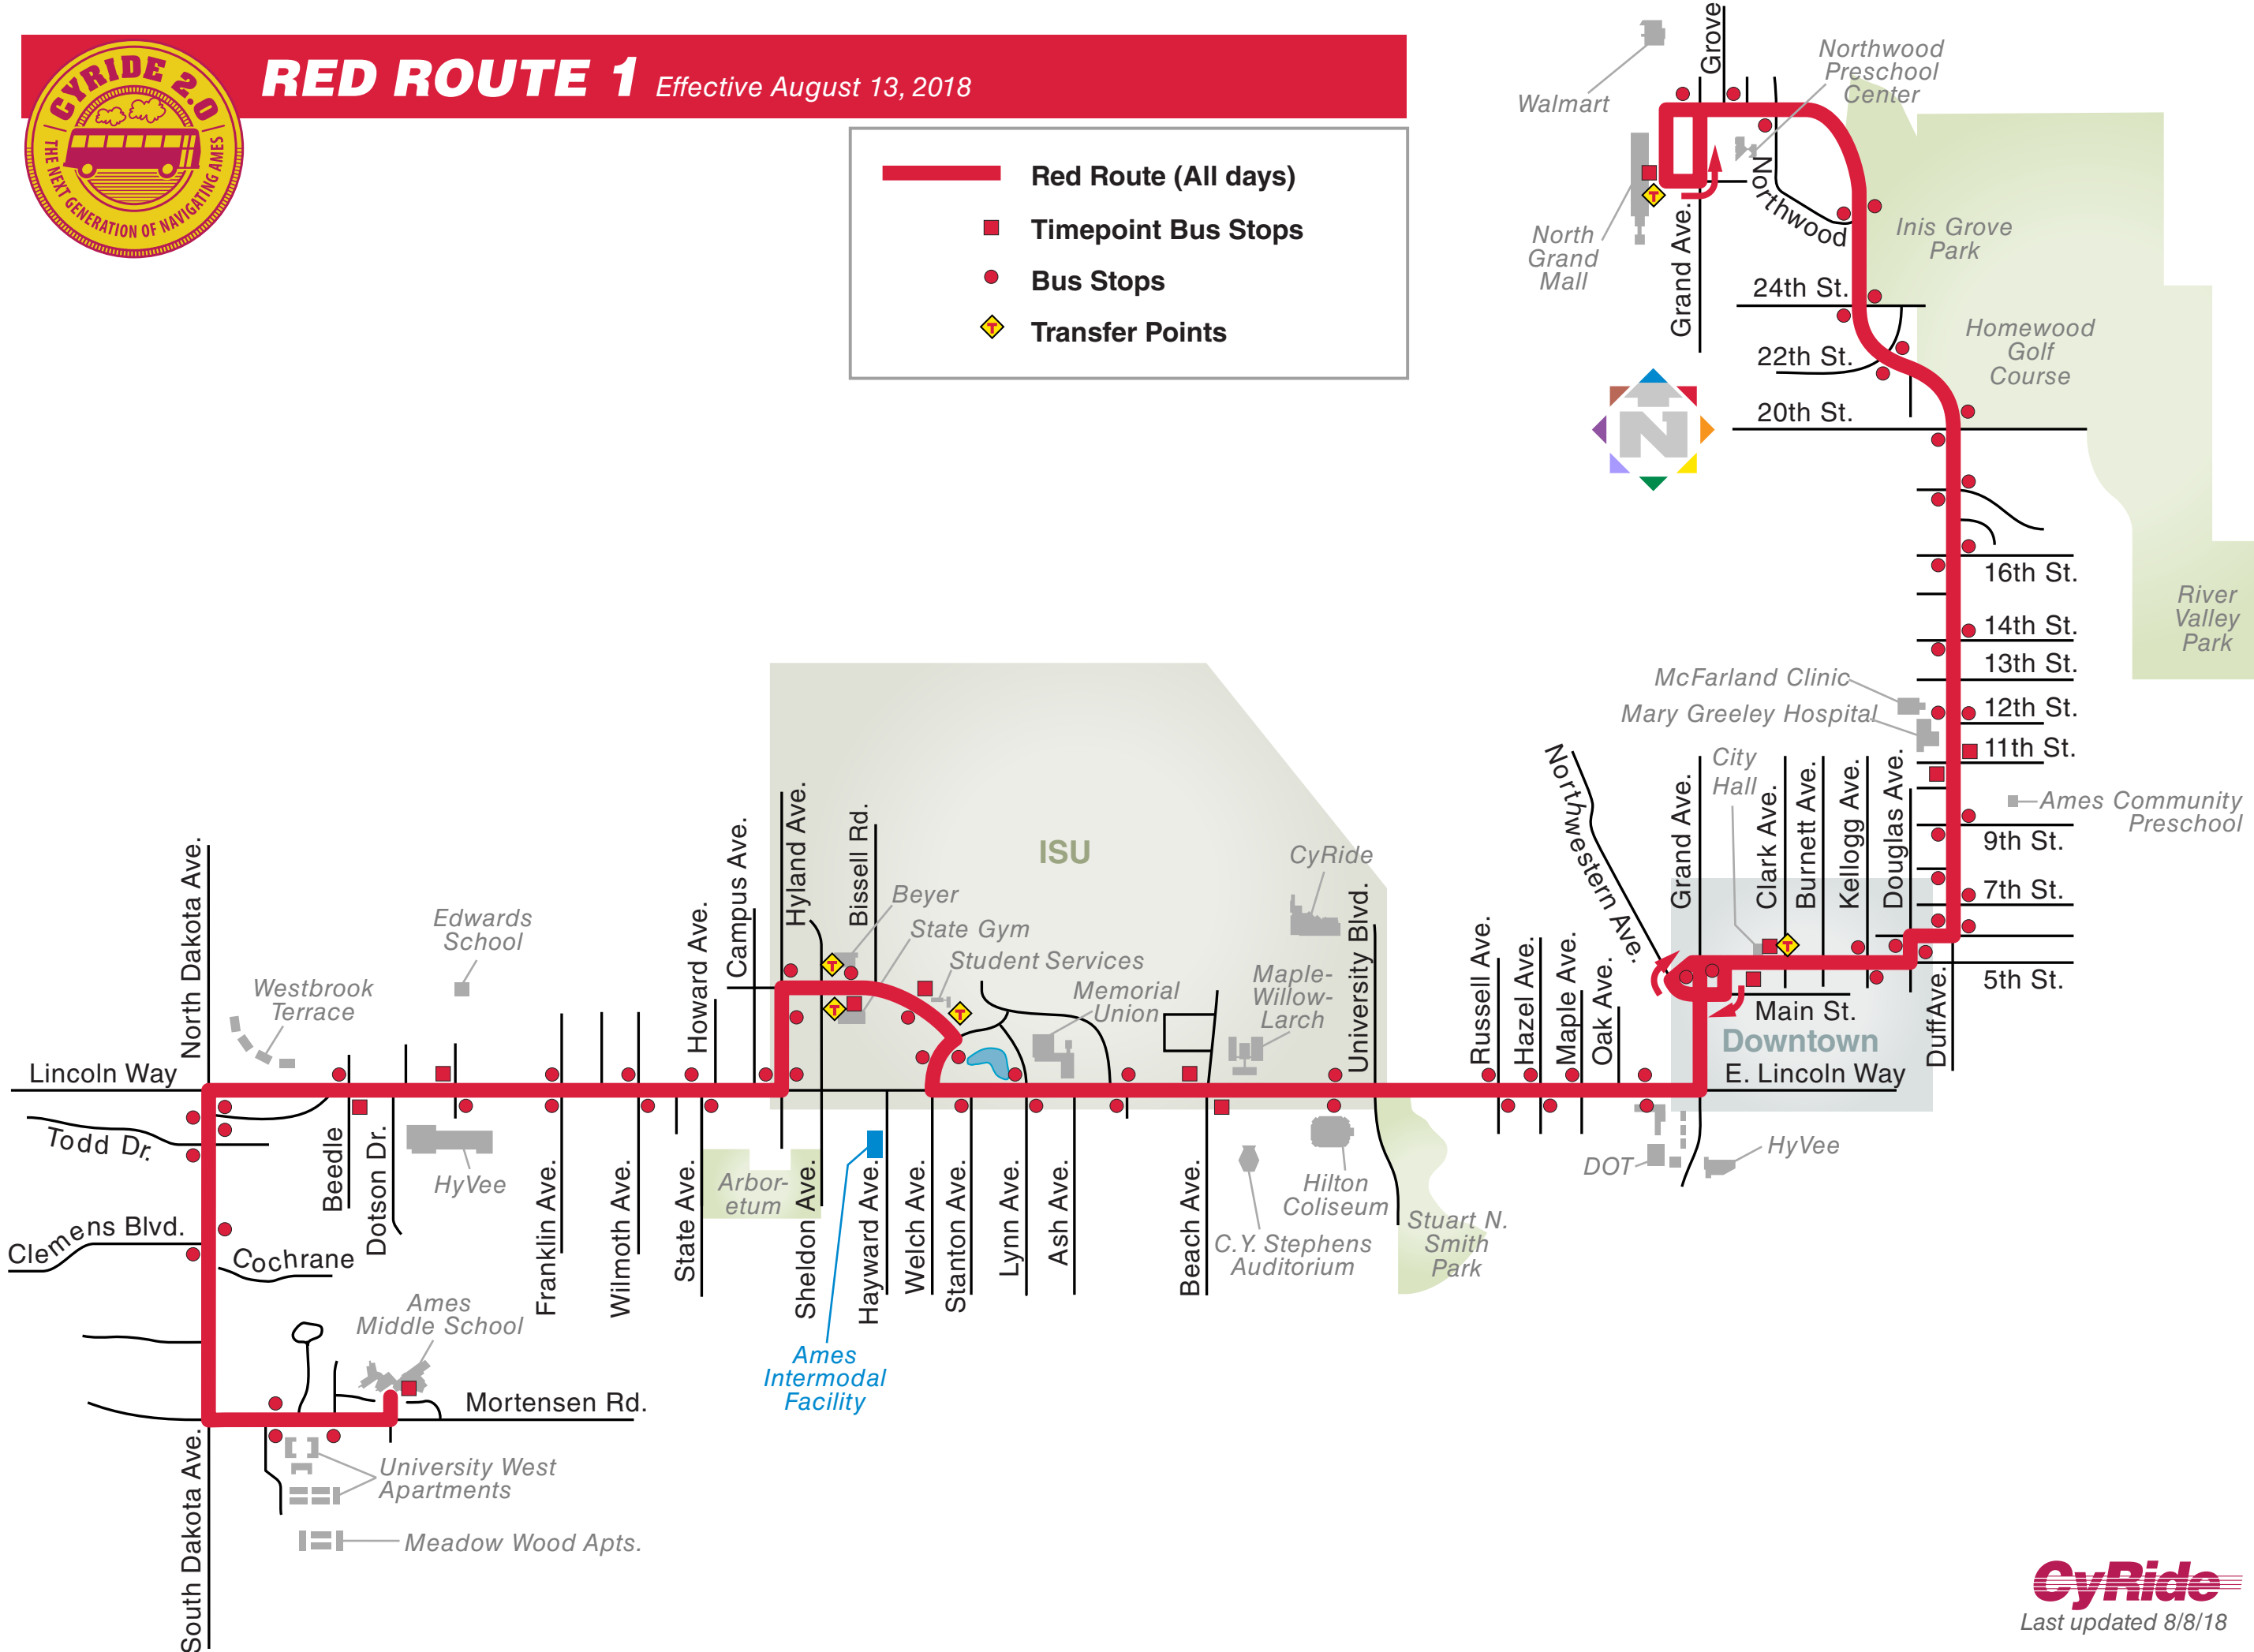 CYRIDE 2.0
THE NEXT GENERATION OF NAVIGATING AMES
RED ROUTE 1 Effective August 13, 2018
Red Route (All days)
Timepoint Bus Stops
Bus Stops
T
Transfer Points
Grove
Walmart
Northwood
Preschool
Center
T
North
Grand
Mall
Grand Ave.
Northwood
Inis Grove
Park
24th St.
22th St.
Homewood
Golf
Course
20th St.
N
16th St.
14th St.
13th St.
River
Valley
Park
McFarland Clinic
Mary Greeley Hospital
12th St.
11th St.
Ames Community
Preschool
9th St.
7th St.
5th St.
Northwestern Ave.
Grand Ave.
City
Hall
Clark Ave.
Burnett Ave.
Kellogg Ave.
Douglas Ave.
T
Main St.
Downtown
E. Lincoln Way
Duff Ave.
ISU
CyRide
University Blvd.
Russell Ave.
Hazel Ave.
Maple Ave.
Oak Ave.
Hyland Ave.
Bissell Rd.
Beyer
State Gym
Student Services
Memorial
Union
Maple-
Willow-
Larch
T
T
T
Campus Ave.
Howard Ave.
Edwards
School
Westbrook
Terrace
North Dakota Ave.
Lincoln Way
Todd Dr.
Clemens Blvd.
Cochrane
Beedle
Dotson Dr.
HyVee
Franklin Ave.
Wilmoth Ave.
State Ave.
Arbor-
etum
Sheldon Ave.
Hayward Ave.
Welch Ave.
Stanton Ave.
Lynn Ave.
Ash Ave.
Beach Ave.
C.Y. Stephens
Auditorium
Hilton
Coliseum
Stuart N.
Smith
Park
DOT
HyVee
Ames
Intermodal
Facility
Ames
Middle School
Mortensen Rd.
University West
Apartments
Meadow Wood Apts.
South Dakota Ave.
CyRide
Last updated 8/8/18